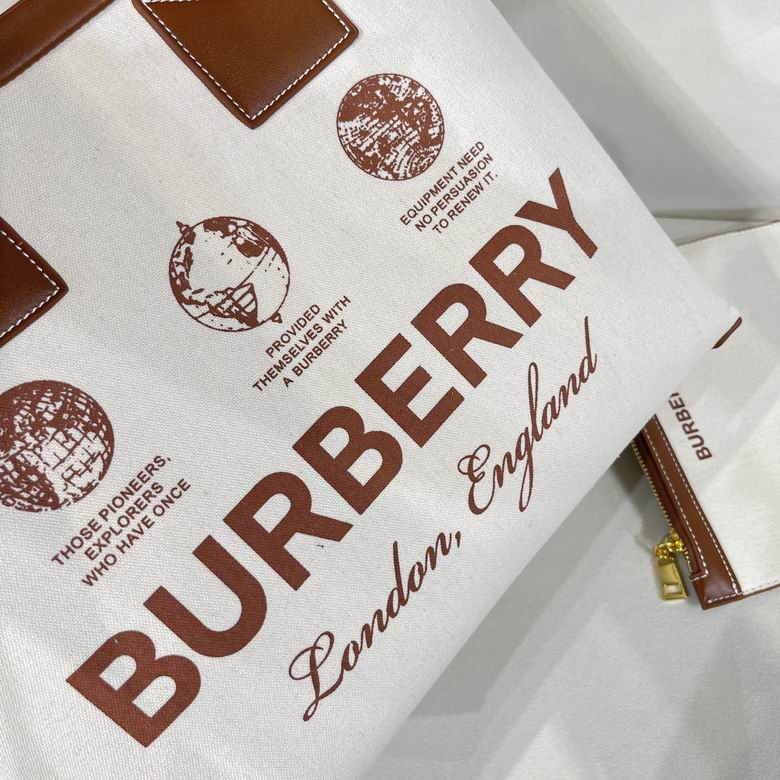 THOSE PIONEERS,
EXPLORERS
WHO HAVE ONCE
PROVIDED
THEMSELVES WITH
A BURBERRY
EQUIPMENT NEED
NO PERSUASION
TO RENEW IT.
BURBERRY
London, England